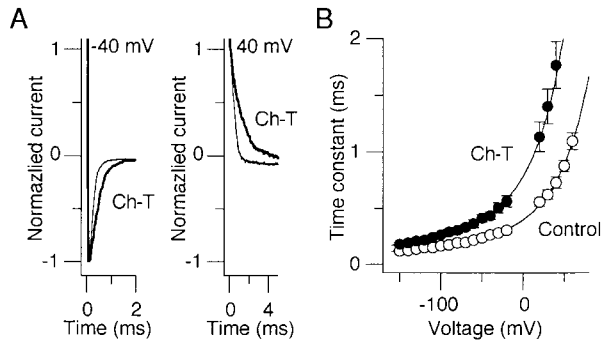 A
-40 mV
1
0
-1
Normazlied current
Ch-T
0
2
Time (ms)
40 mV
1
0
-1
Normazlied current
Ch-T
0
4
Time (ms)
B
2
1
0
Time constant (ms)
Ch-T
Control
-100
0
Voltage (mV)